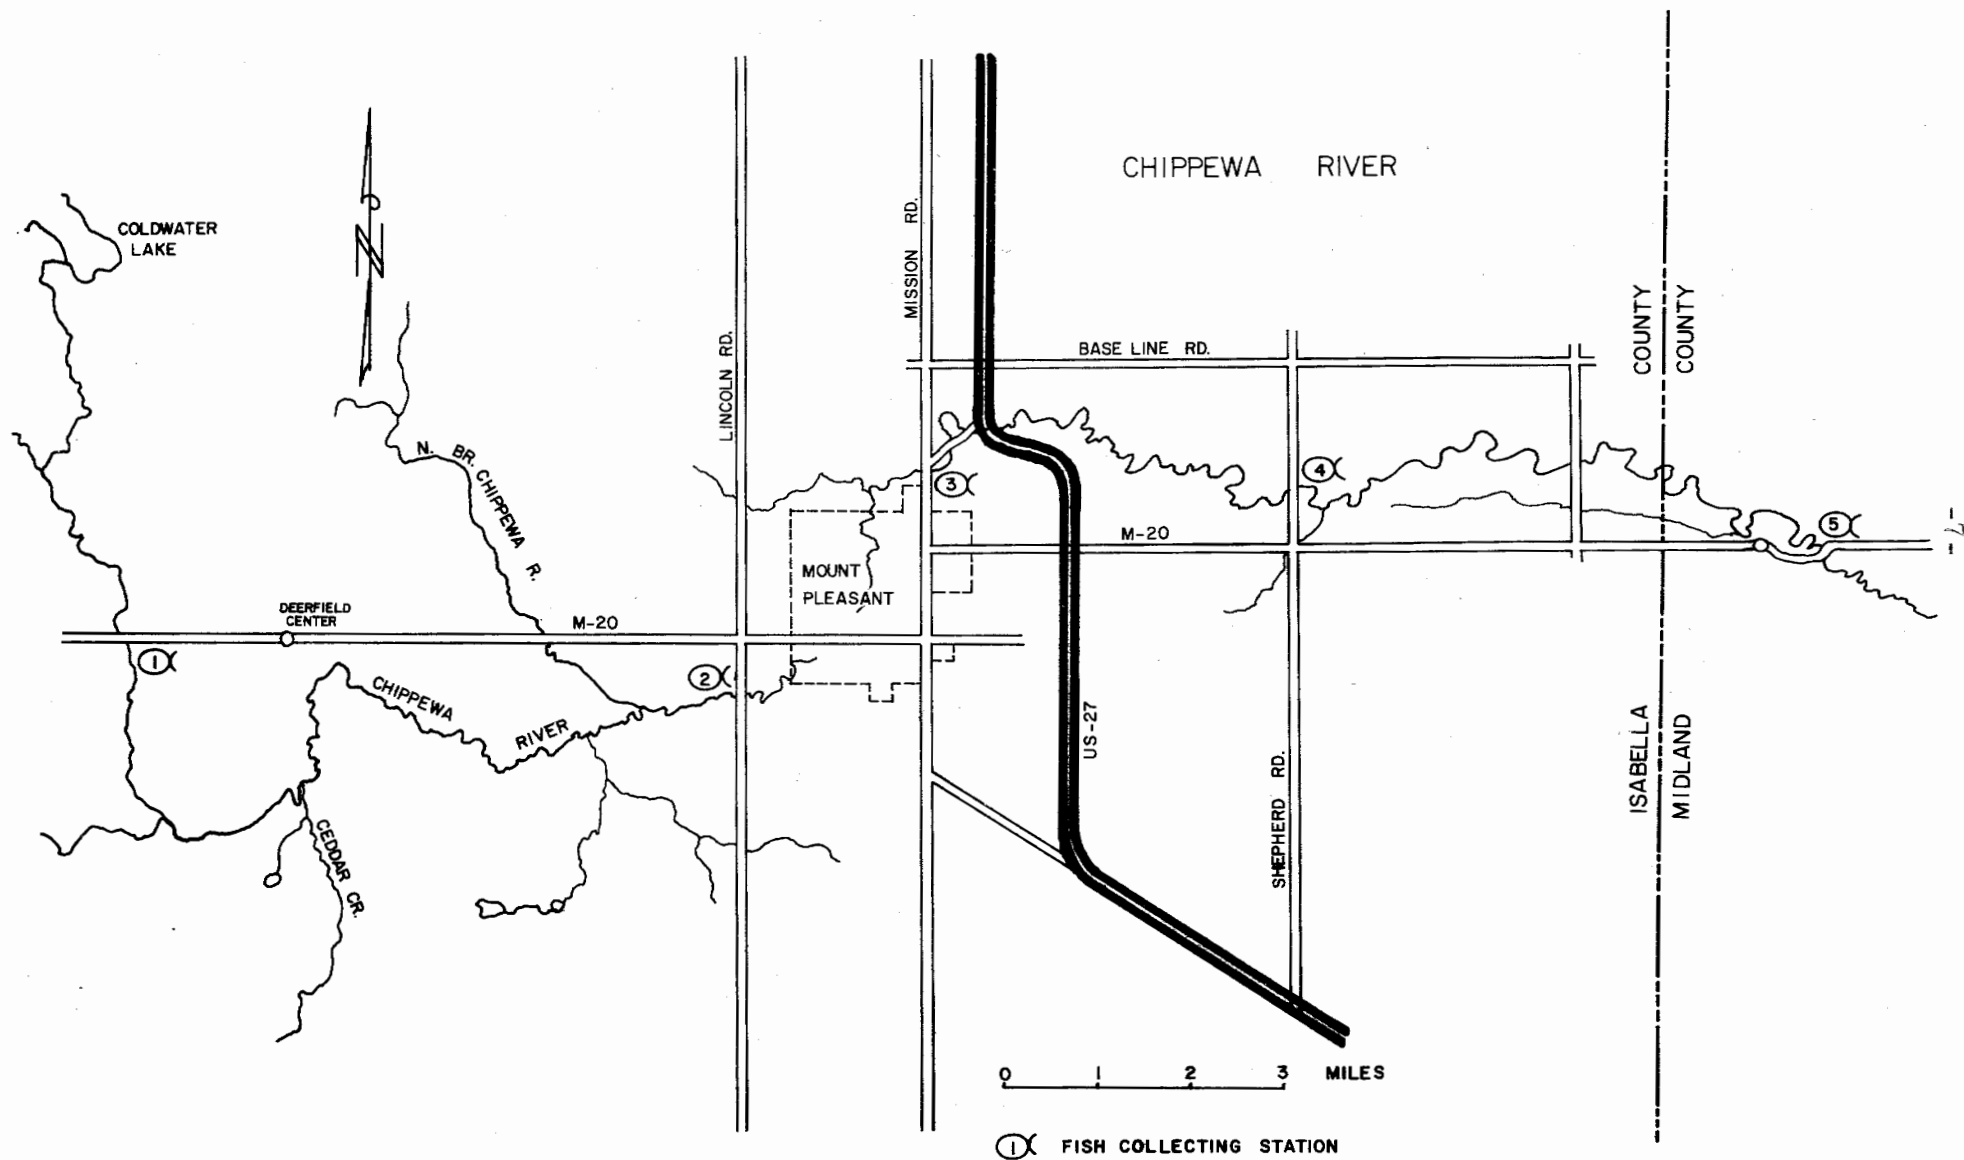 CHIPPEWA RIVER
COLDWATER
LAKE
N
MISSION RD.
LINCOLN RD.
BASE LINE RD.
COUNTY
COUNTY
N. BR. CHIPPEWA R.
4
3
5
M-20
-7-
MOUNT
PLEASANT
DEERFIELD
CENTER
M-20
1
2
CHIPPEWA RIVER
US-27
SHEPHERD RD.
ISABELLA
MIDLAND
CEDDAR CR.
0 1 2 3 MILES
1 FISH COLLECTING STATION